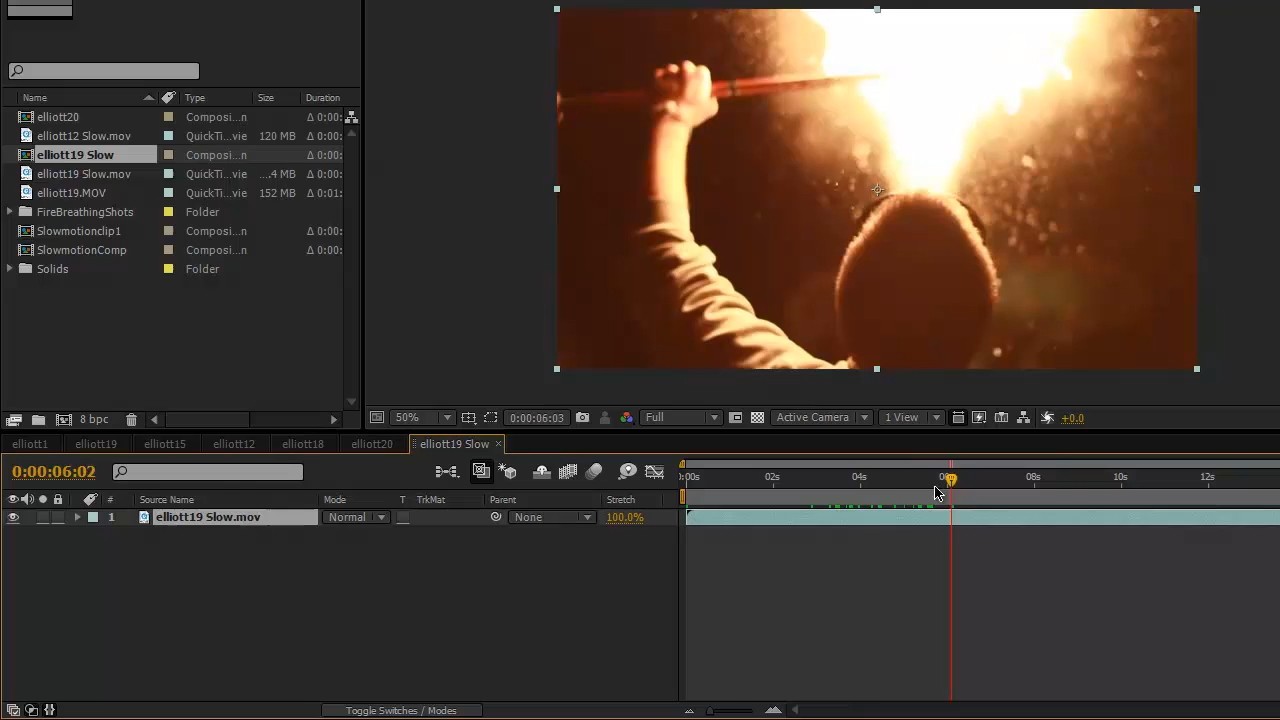 Name Type Size Duration
elliott20 Composi...n Δ 0:00:
elliott12 Slow.mov QuickTi...vie 120 MB Δ 0:00:
elliott19 Slow Composi...n Δ 0:00:
elliott19 Slow.mov QuickTi...vie ....4 MB Δ 0:00:
elliott19.MOV QuickTi...vie 152 MB Δ 0:01:
FireBreathingShots Folder
Slowmotionclip1 Composi...n Δ 0:00:
SlowmotionComp Composi...n Δ 0:00:
Solids Folder
8 bpc
50% 0:00:06:03 Full Active Camera 1 View +0.0
elliott1 elliott19 elliott15 elliott12 elliott18 elliott20 elliott19 Slow ×
0:00:06:02 02s 04s 08s 10s 12s
# Source Name Mode T TrkMat Parent Stretch
1 elliott19 Slow.mov Normal None 100.0%
Toggle Switches / Modes